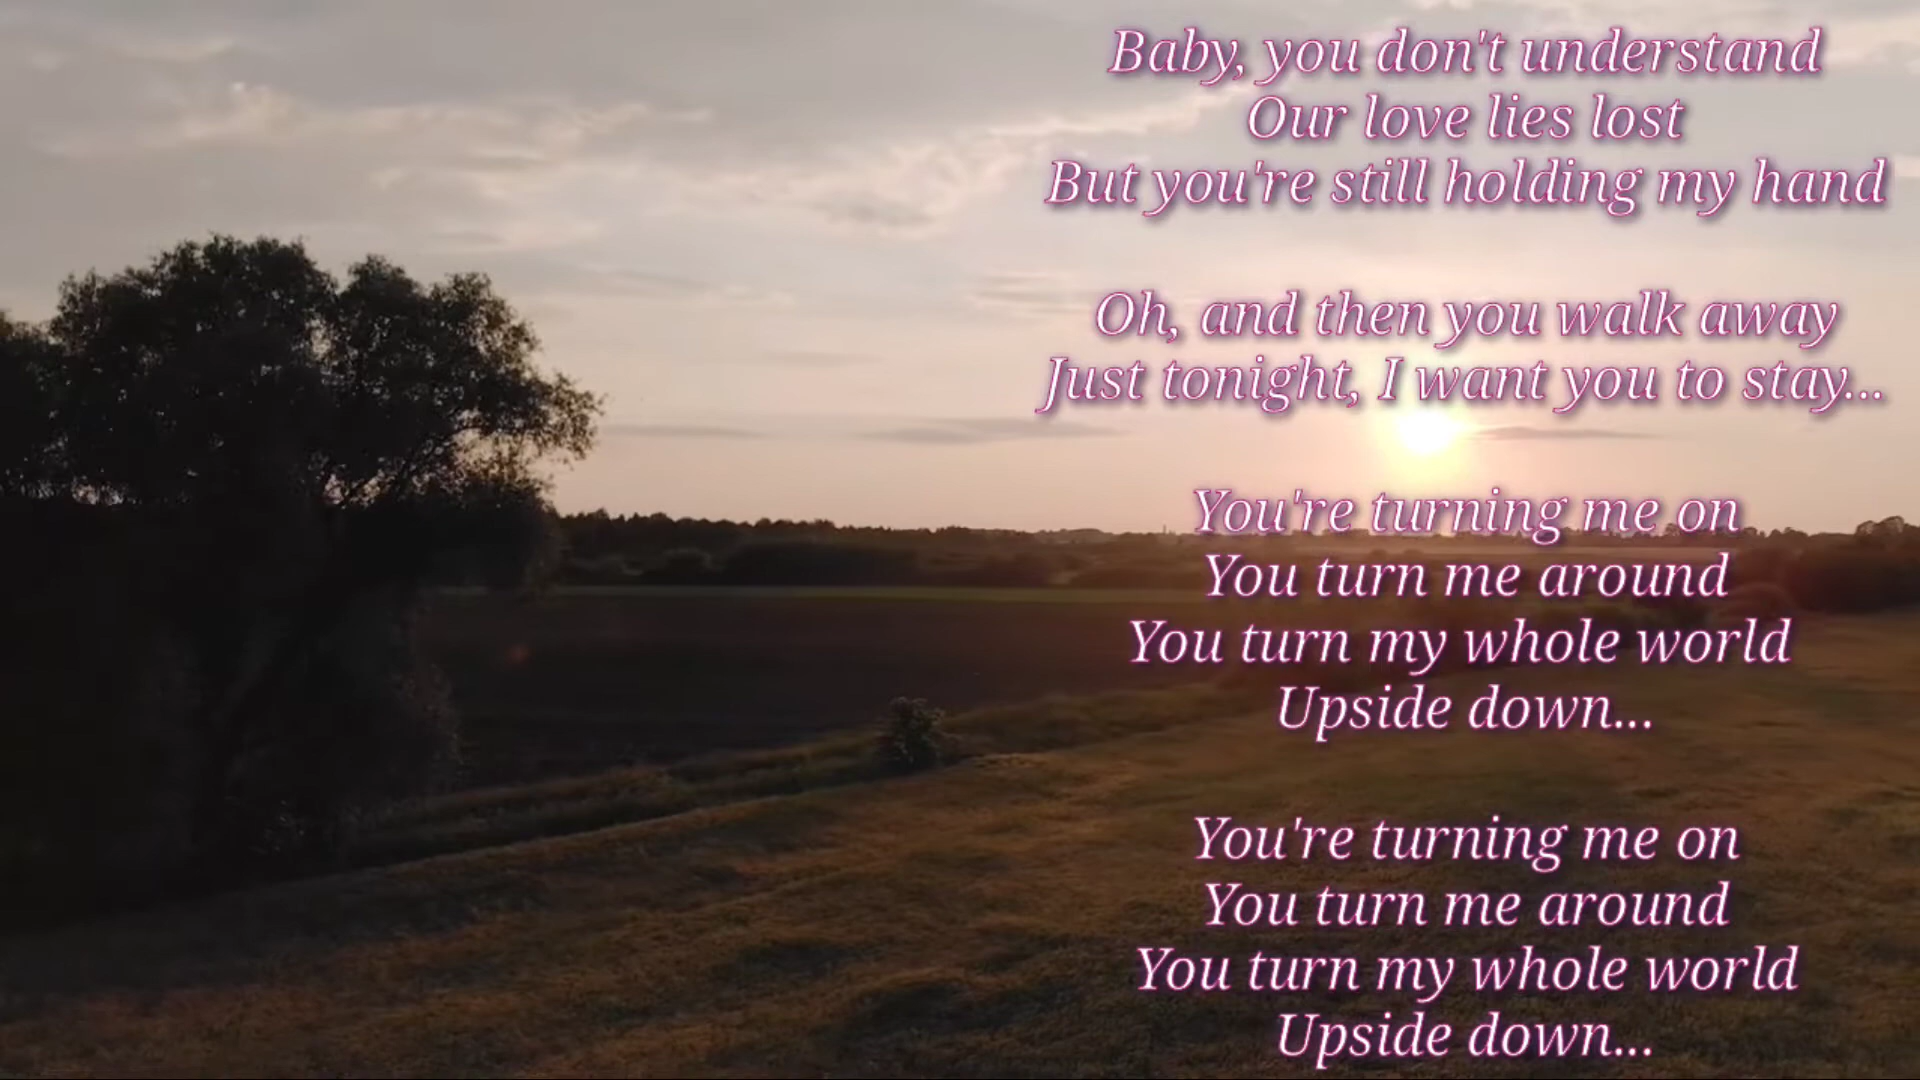 Baby, you don't understand
Our love lies lost
But you're still holding my hand
Oh, and then you walk away
Just tonight, I want you to stay...
You're turning me on
You turn me around
You turn my whole world
Upside down...
You're turning me on
You turn me around
You turn my whole world
Upside down...